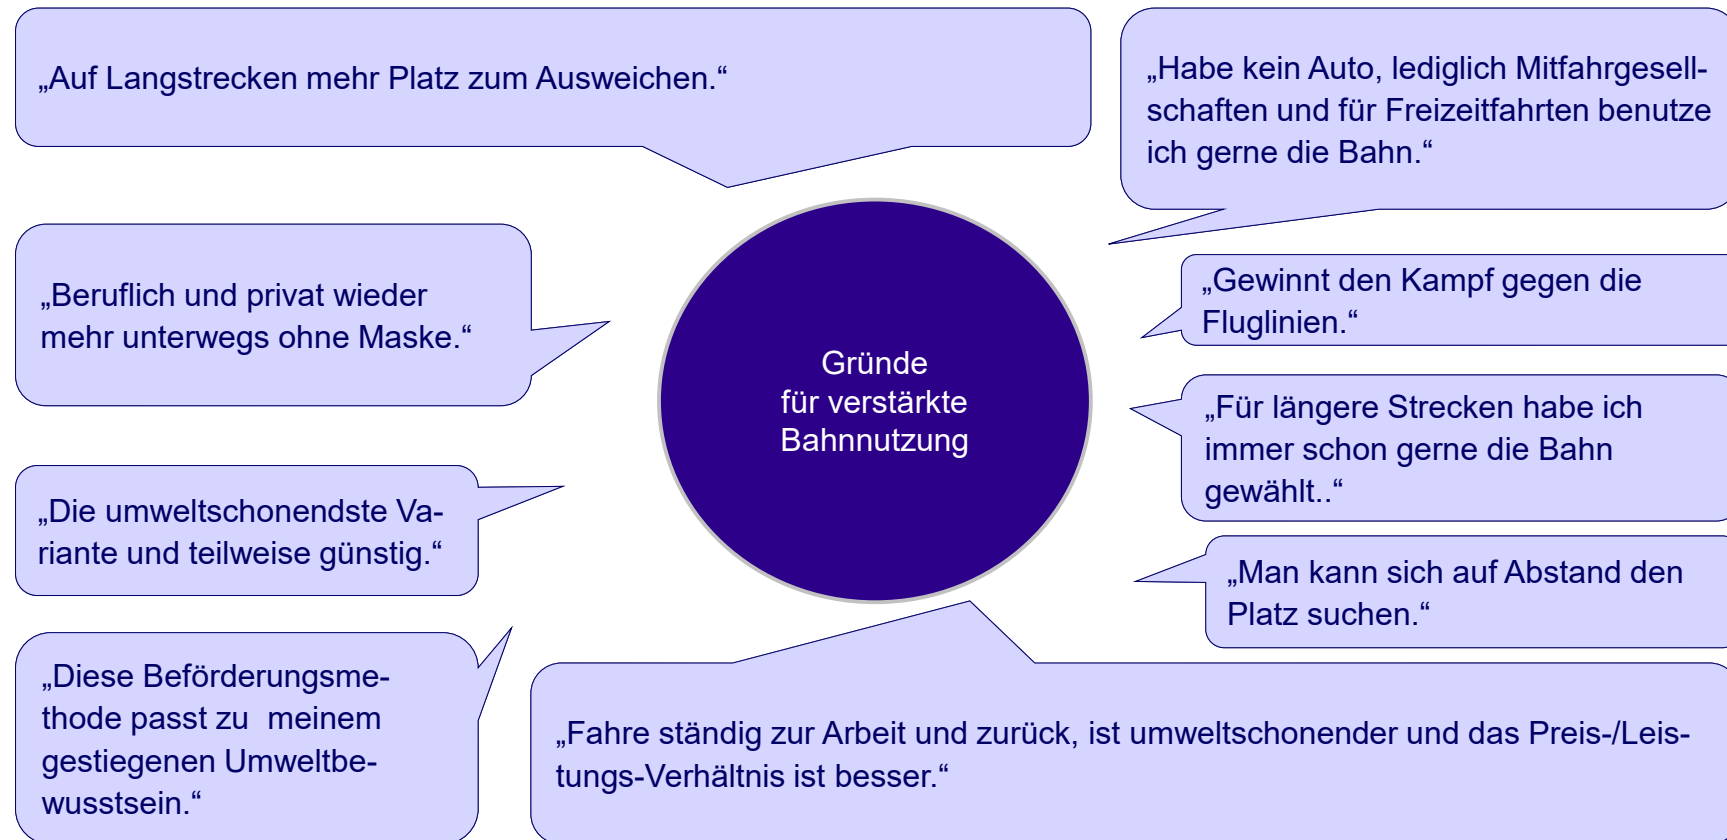 „Auf Langstrecken mehr Platz zum Ausweichen.“
„Habe kein Auto, lediglich Mitfahrgesell-
schaften und für Freizeitfahrten benutze
ich gerne die Bahn.“
„Beruflich und privat wieder
mehr unterwegs ohne Maske.“
„Gewinnt den Kampf gegen die
Fluglinien.“
Gründe
für verstärkte
Bahnnutzung
„Für längere Strecken habe ich
immer schon gerne die Bahn
gewählt..“
„Die umweltschonendste Va-
riante und teilweise günstig.“
„Man kann sich auf Abstand den
Platz suchen.“
„Diese Beförderungsme-
thode passt zu  meinem
gestiegenen Umweltbe-
wusstsein.“
„Fahre ständig zur Arbeit und zurück, ist umweltschonender und das Preis-/Leis-
tungs-Verhältnis ist besser.“